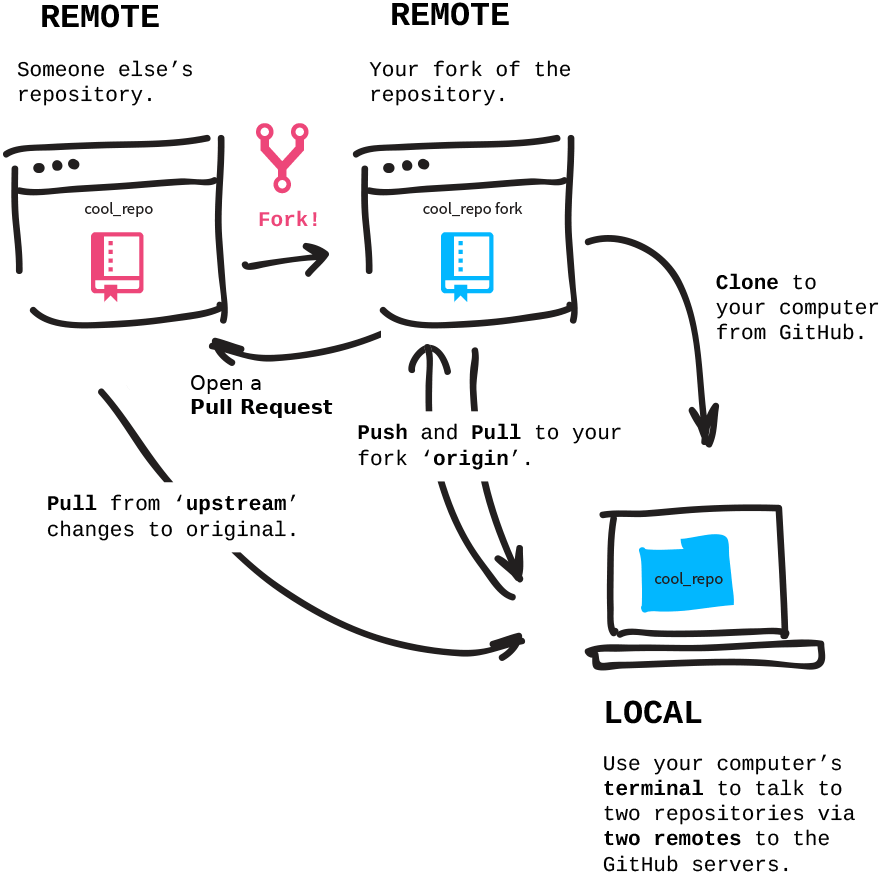 REMOTE
Someone else’s
repository.
cool_repo
Fork!
REMOTE
Your fork of the
repository.
cool_repo fork
Clone to
your computer
from GitHub.
Open a
Pull Request
Push and Pull to your
fork ‘origin’.
Pull from ‘upstream’
changes to original.
cool_repo
LOCAL
Use your computer’s
terminal to talk to
two repositories via
two remotes to the
GitHub servers.